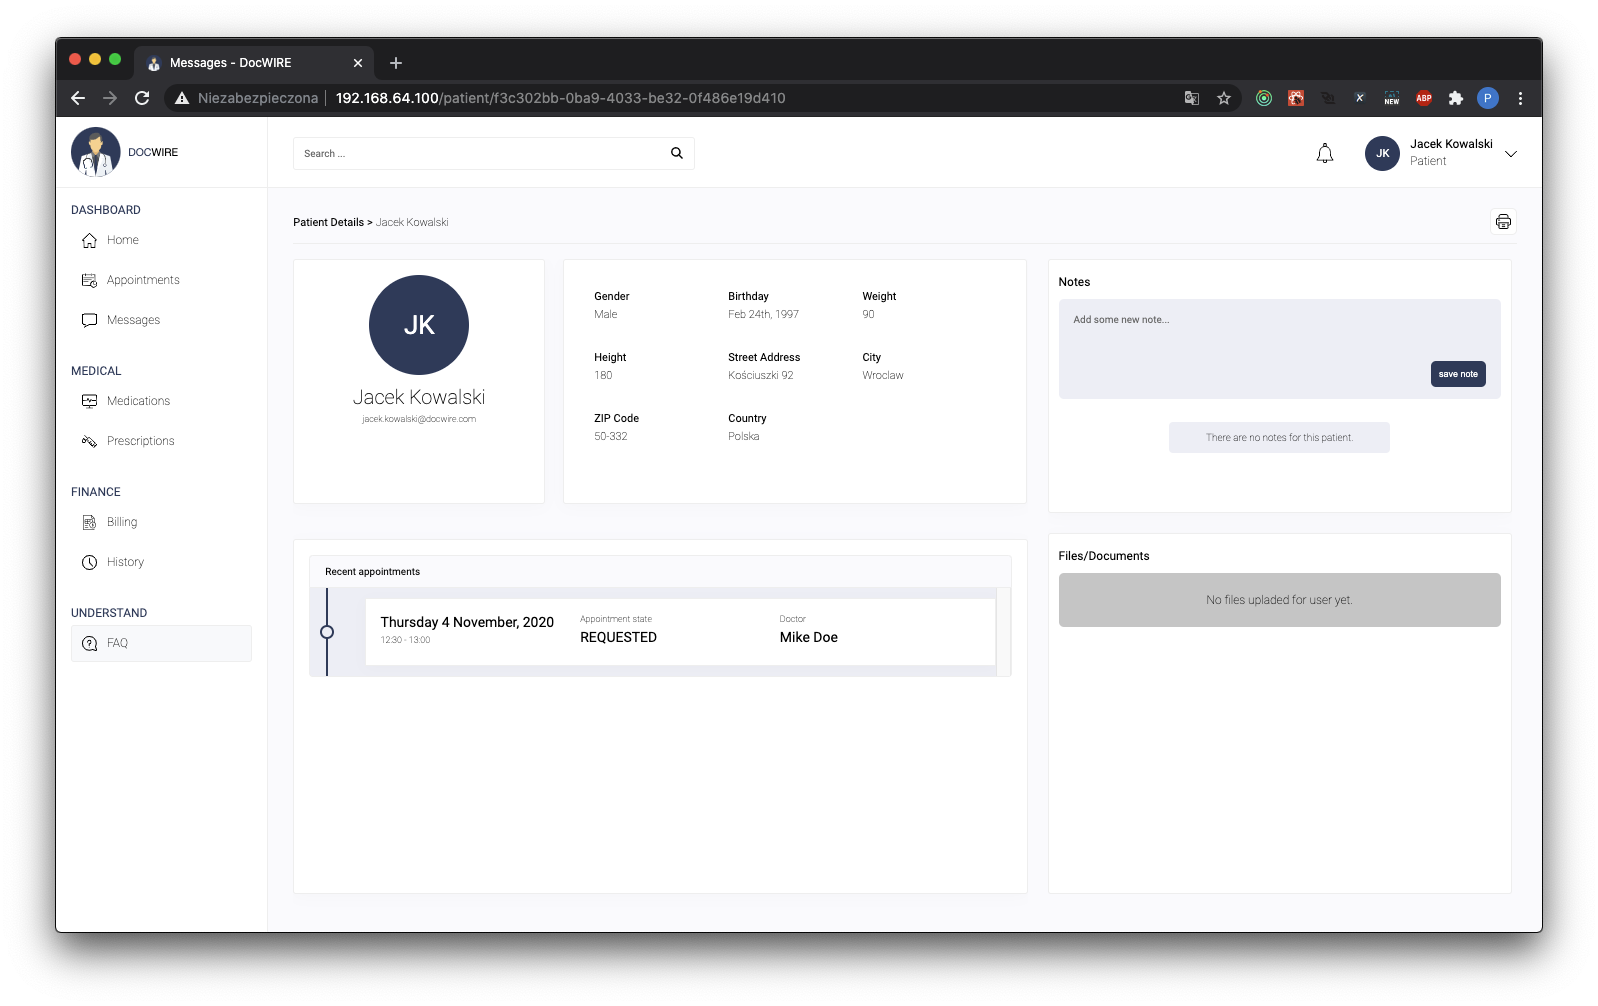 Messages - DocWIRE
Niezabezpieczona
192.168.64.100/patient/f3c302bb-0ba9-4033-be32-0f486e19d410
NEW
ABP
P
DOCWIRE
Search ...
JK
Jacek Kowalski
Patient
DASHBOARD
Home
Appointments
Messages
MEDICAL
Medications
Prescriptions
FINANCE
Billing
History
UNDERSTAND
FAQ
Patient Details > Jacek Kowalski
JK
Jacek Kowalski
jacek.kowalski@docwire.com
Gender
Male
Birthday
Feb 24th, 1997
Weight
90
Height
180
Street Address
Kościuszki 92
City
Wroclaw
ZIP Code
50-332
Country
Polska
Notes
Add some new note...
save note
There are no notes for this patient.
Recent appointments
Thursday 4 November, 2020
12:30 - 13:00
Appointment state
REQUESTED
Doctor
Mike Doe
Files/Documents
No files upladed for user yet.